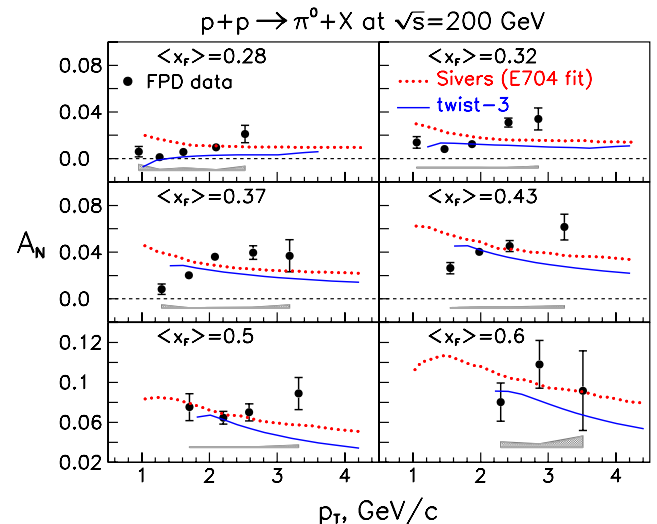 p+p → π⁰+X at √s=200 GeV
<x_F>=0.28
<x_F>=0.32
FPD data
Sivers (E704 fit)
twist-3
0.08
0.04
0.0
<x_F>=0.37
<x_F>=0.43
A_N
0.08
0.04
0.0
<x_F>=0.5
<x_F>=0.6
0.12
0.1
0.08
0.06
0.04
0.02
1 2 3 4 1 2 3 4
p_T, GeV/c